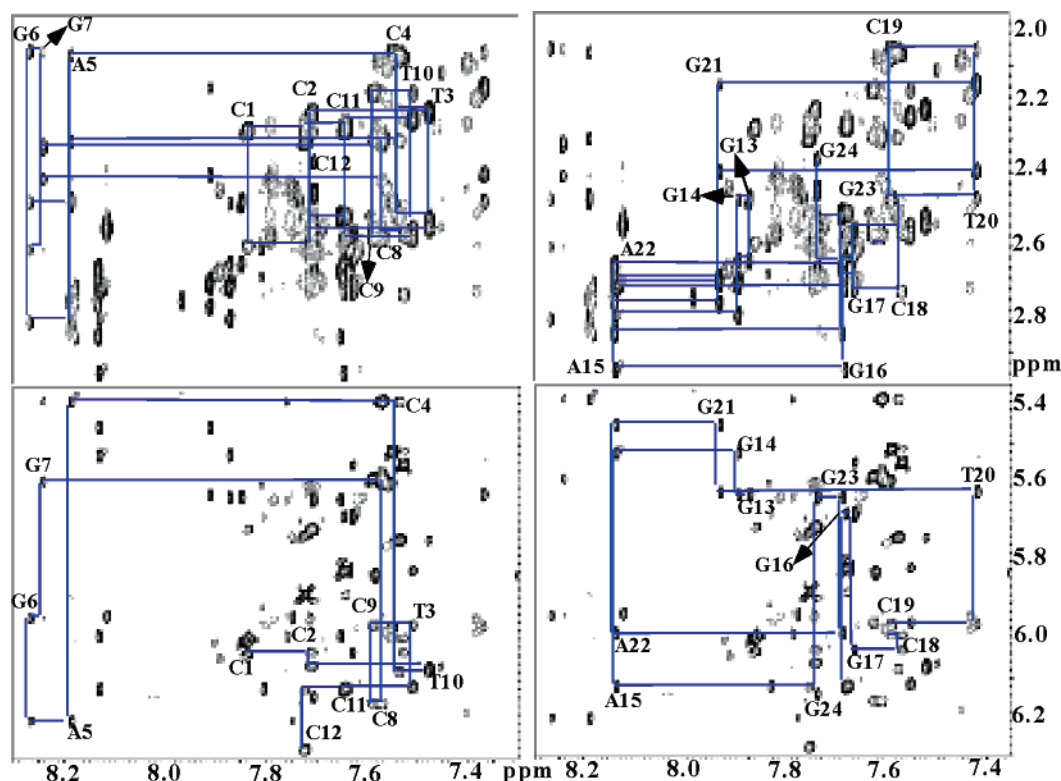 G6 G7 C4 C19 2.0
A5 T10
C1 C2 C11 T3 G21 2.2
C12 G13 G24 2.4
G14 G23
C8 T20
C9 A22 2.6
G17 C18 2.8
A15 G16 ppm
C4 5.4
G21
G7 G14 G23 T20 5.6
G13
G16 5.8
G6 C9 T3 C19
C2 A22 C18 6.0
C1 T10 G17
C11 C8 A15 G24
A5 C12 6.2
8.2 8.0 7.8 7.6 7.4 ppm 8.2 8.0 7.8 7.6 7.4